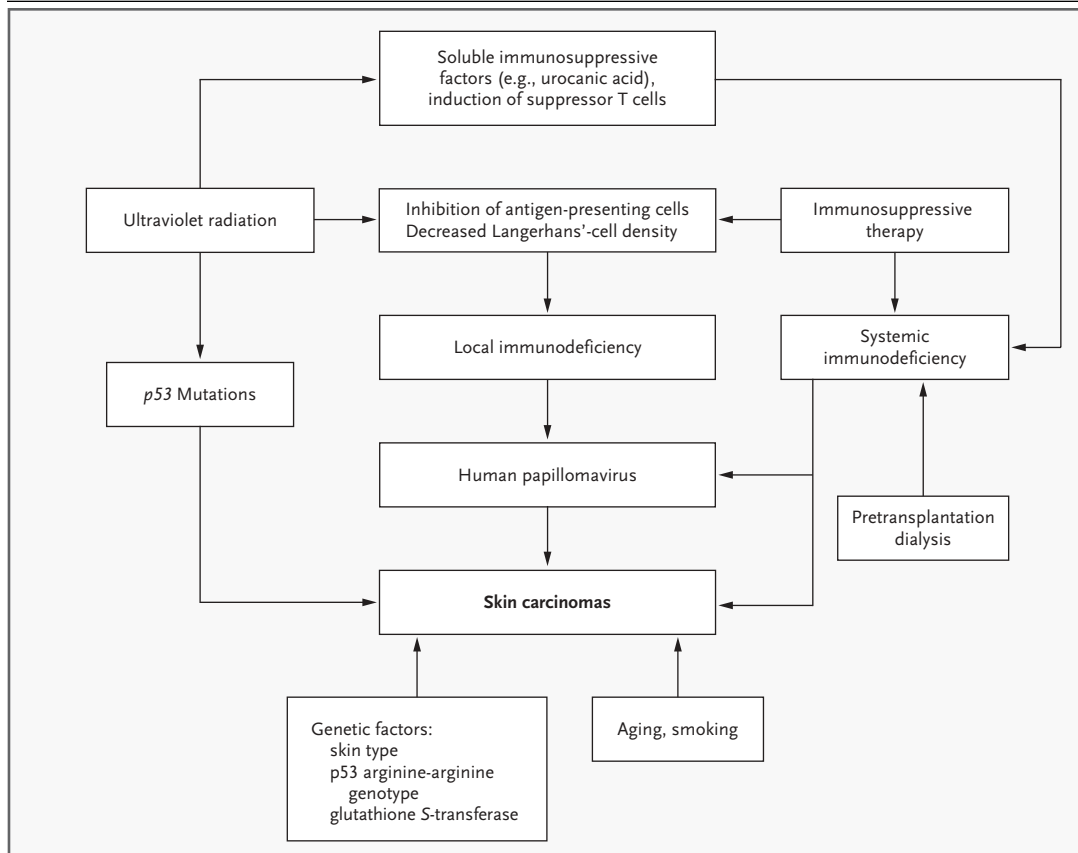 Soluble immunosuppressive
factors (e.g., urocanic acid),
induction of suppressor T cells
Ultraviolet radiation
Inhibition of antigen-presenting cells
Decreased Langerhans’-cell density
Immunosuppressive
therapy
Local immunodeficiency
Systemic
immunodeficiency
p53 Mutations
Human papillomavirus
Pretransplantation
dialysis
Skin carcinomas
Genetic factors:
skin type
p53 arginine-arginine
genotype
glutathione S-transferase
Aging, smoking